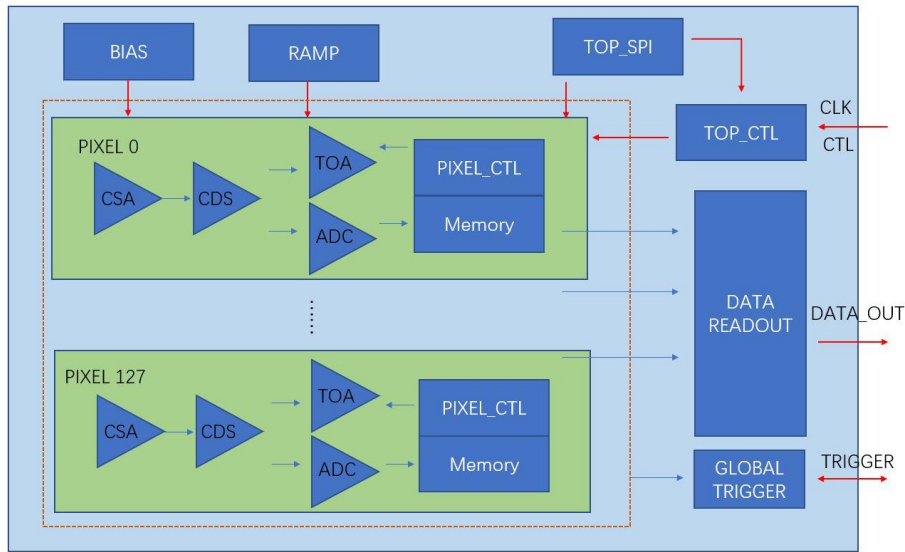 BIAS
RAMP
TOP_SPI
TOP_CTL
CLK
CTL
PIXEL 0
CSA
CDS
TOA
ADC
PIXEL_CTL
Memory
......
DATA
READOUT
DATA_OUT
PIXEL 127
CSA
CDS
TOA
ADC
PIXEL_CTL
Memory
GLOBAL
TRIGGER
TRIGGER